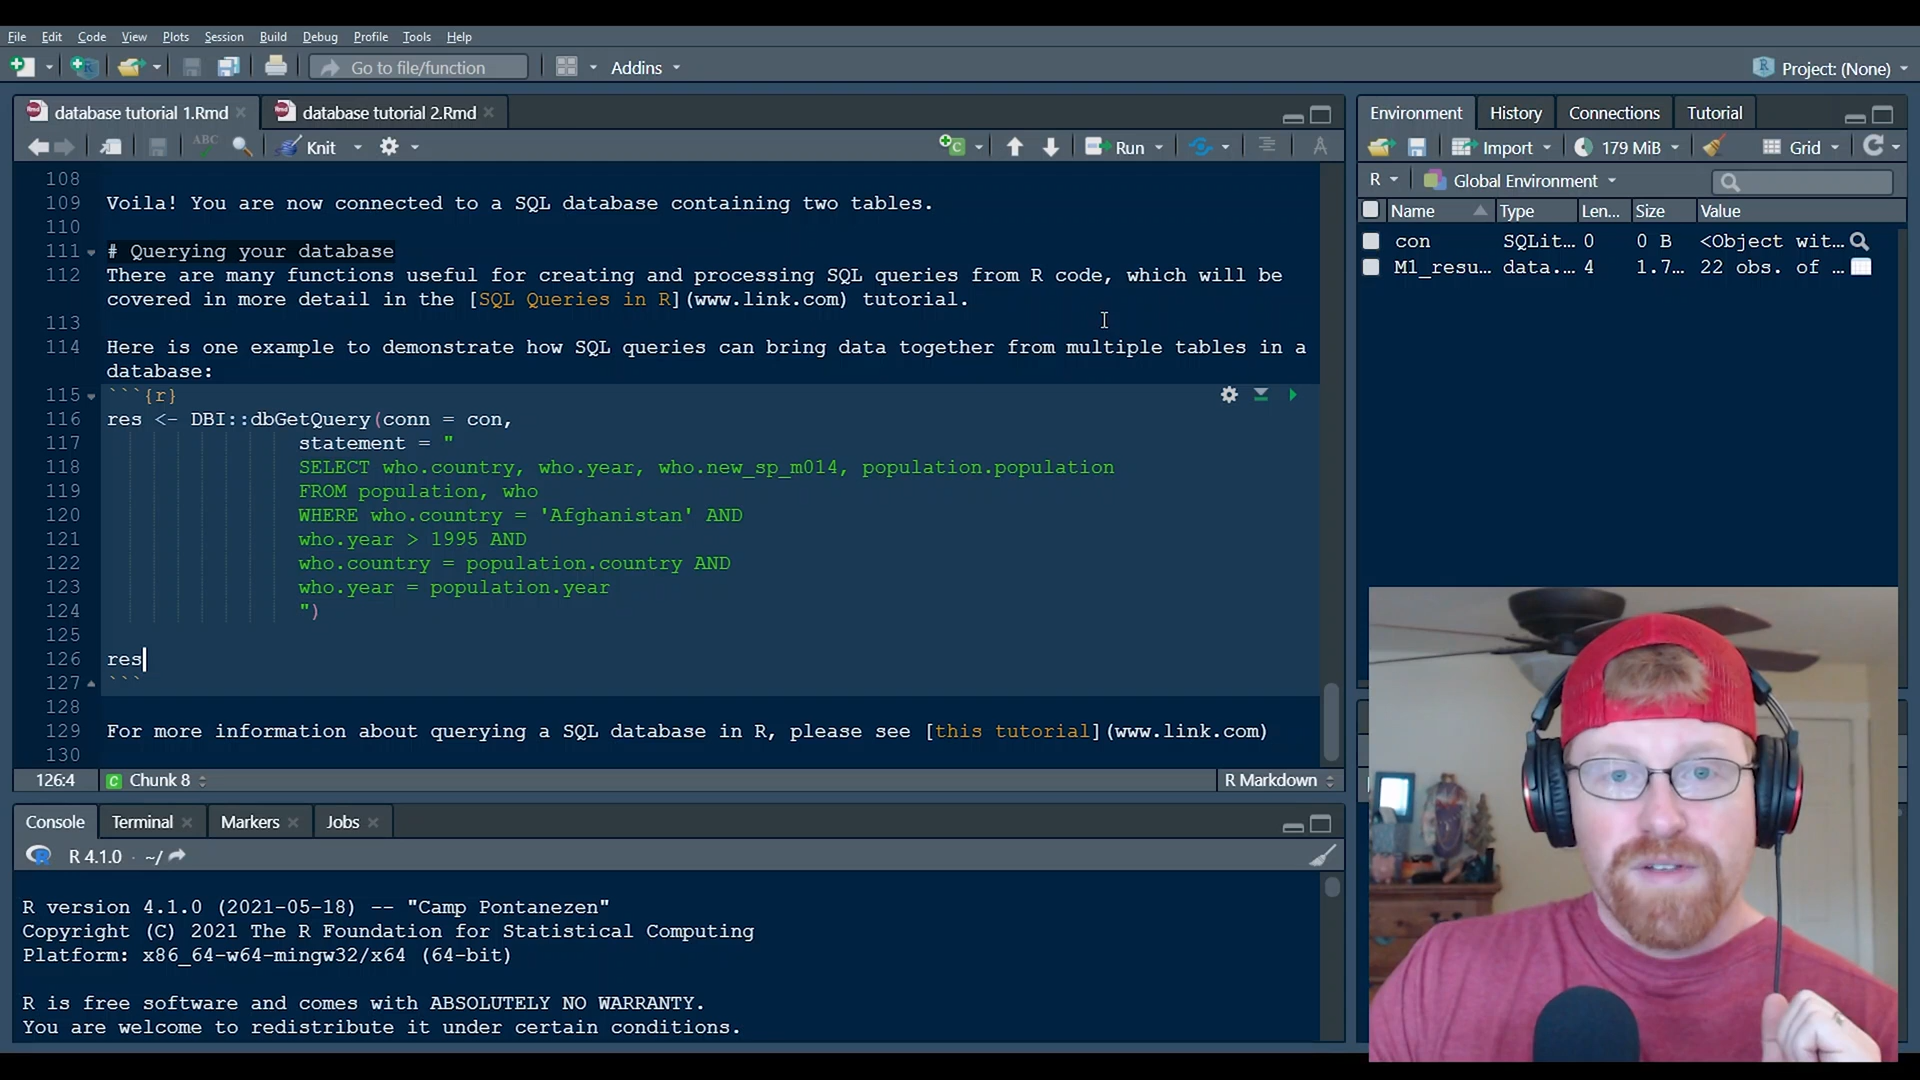 File Edit Code View Plots Session Build Debug Profile Tools Help
Go to file/function Addins Project: (None)
database tutorial 1.Rmd database tutorial 2.Rmd
ABC Knit Run
108
109 Voila! You are now connected to a SQL database containing two tables.
110
111 # Querying your database
112 There are many functions useful for creating and processing SQL queries from R code, which will be
covered in more detail in the [SQL Queries in R](www.link.com) tutorial.
113
114 Here is one example to demonstrate how SQL queries can bring data together from multiple tables in a
database:
115 ```{r}
116 res <- DBI::dbGetQuery(conn = con,
117 statement = "
118 SELECT who.country, who.year, who.new_sp_m014, population.population
119 FROM population, who
120 WHERE who.country = 'Afghanistan' AND
121 who.year > 1995 AND
122 who.country = population.country AND
123 who.year = population.year
124 ")
125
126 res
127 ```
128
129 For more information about querying a SQL database in R, please see [this tutorial](www.link.com)
130
126:4 C Chunk 8 R Markdown
Console Terminal Markers Jobs
R 4.1.0 · ~/
R version 4.1.0 (2021-05-18) -- "Camp Pontanezen"
Copyright (C) 2021 The R Foundation for Statistical Computing
Platform: x86_64-w64-mingw32/x64 (64-bit)
R is free software and comes with ABSOLUTELY NO WARRANTY.
You are welcome to redistribute it under certain conditions.
Environment History Connections Tutorial
Import 179 MiB Grid
R Global Environment
Name Type Len... Size Value
con SQLit... 0 0 B <Object wit...
M1_resu... data.... 4 1.7... 22 obs. of ...